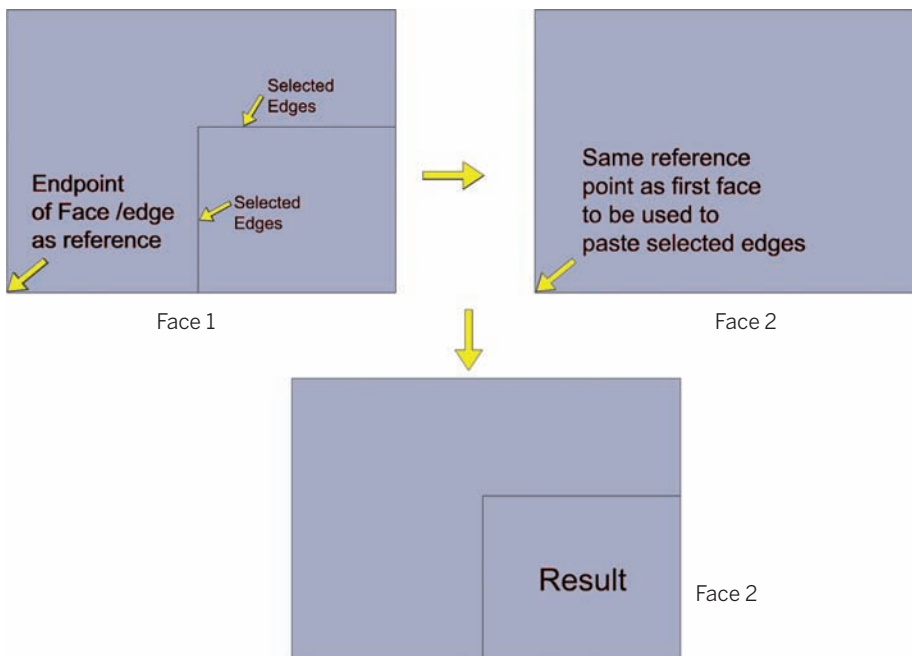 Selected
Edges
Endpoint
of Face /edge
as reference
Selected
Edges
Face 1
Same reference
point as first face
to be used to
paste selected edges
Face 2
Result
Face 2